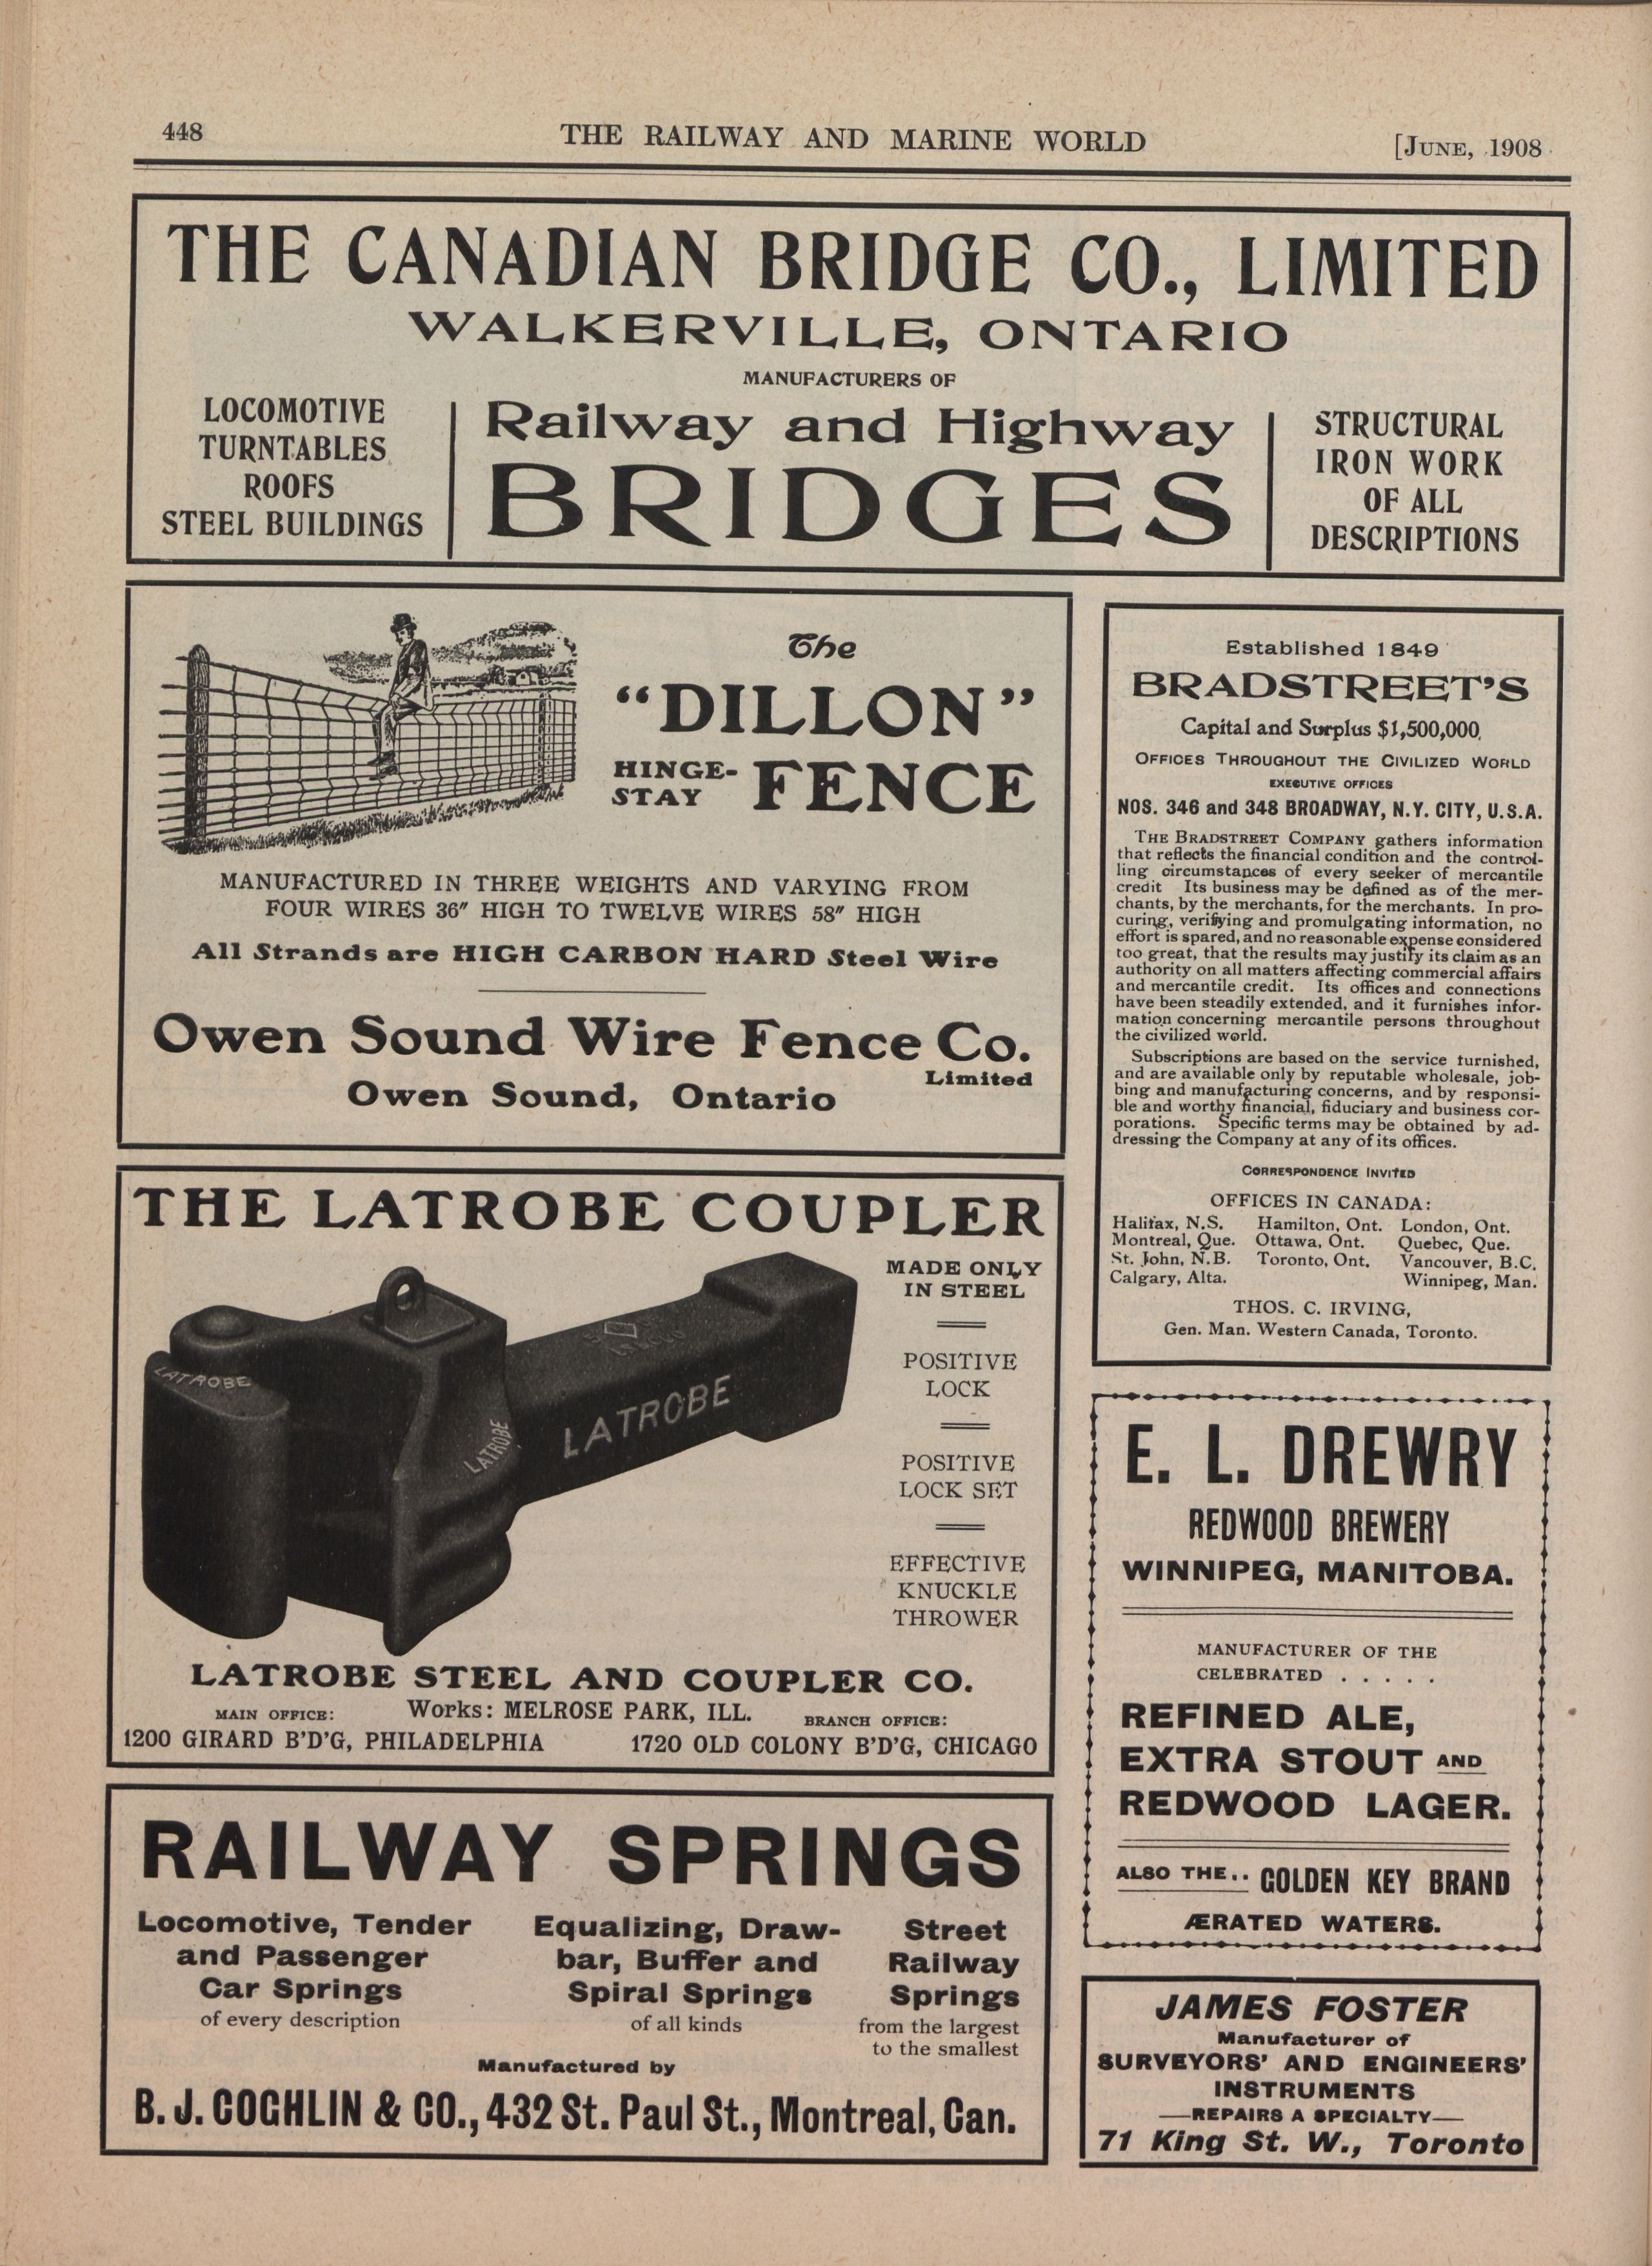 448
THE RAILWAY AND MARINE WORLD
[JUNE, 1908
THE CANADIAN BRIDGE CO., LIMITED
WALKERVILLE, ONTARIO
MANUFACTURERS OF
LOCOMOTIVE
TURNTABLES
ROOFS
STEEL BUILDINGS
Railway and Highway
BRIDGES
STRUCTURAL
IRON WORK
OF ALL
DESCRIPTIONS
The
“DILLON”
HINGE-
STAY
FENCE
MANUFACTURED IN THREE WEIGHTS AND VARYING FROM
FOUR WIRES 36″ HIGH TO TWELVE WIRES 58″ HIGH
All Strands are HIGH CARBON HARD Steel Wire
Owen Sound Wire Fence Co.
Limited
Owen Sound, Ontario
THE LATROBE COUPLER
LATROBE
LATROBE
LATROBE
MADE ONLY
IN STEEL
POSITIVE
LOCK
POSITIVE
LOCK SET
EFFECTIVE
KNUCKLE
THROWER
LATROBE STEEL AND COUPLER CO.
MAIN OFFICE:
Works: MELROSE PARK, ILL.
BRANCH OFFICE:
1200 GIRARD B'D'G, PHILADELPHIA
1720 OLD COLONY B'D'G, CHICAGO
RAILWAY SPRINGS
Locomotive, Tender
and Passenger
Car Springs
of every description
Equalizing, Draw-
bar, Buffer and
Spiral Springs
of all kinds
Street
Railway
Springs
from the largest
to the smallest
Manufactured by
B. J. COGHLIN & CO., 432 St. Paul St., Montreal, Can.
Established 1849
BRADSTREET'S
Capital and Surplus $1,500,000.
OFFICES THROUGHOUT THE CIVILIZED WORLD
EXECUTIVE OFFICES
NOS. 346 and 348 BROADWAY, N.Y. CITY, U.S.A.
THE BRADSTREET COMPANY gathers information
that reflects the financial condition and the control-
ling circumstances of every seeker of mercantile
credit Its business may be defined as of the mer-
chants, by the merchants, for the merchants. In pro-
curing, verifying and promulgating information, no
effort is spared, and no reasonable expense considered
too great, that the results may justify its claim as an
authority on all matters affecting commercial affairs
and mercantile credit. Its offices and connections
have been steadily extended, and it furnishes infor-
mation concerning mercantile persons throughout
the civilized world.
Subscriptions are based on the service furnished,
and are available only by reputable wholesale, job-
bing and manufacturing concerns, and by responsi-
ble and worthy financial, fiduciary and business cor-
porations. Specific terms may be obtained by ad-
dressing the Company at any of its offices.
CORRESPONDENCE INVITED
OFFICES IN CANADA:
Halifax, N.S. Hamilton, Ont. London, Ont.
Montreal, Que. Ottawa, Ont. Quebec, Que.
St. John, N.B. Toronto, Ont. Vancouver, B.C.
Calgary, Alta. Winnipeg, Man.
THOS. C. IRVING,
Gen. Man. Western Canada, Toronto.
E. L. DREWRY
REDWOOD BREWERY
WINNIPEG, MANITOBA.
MANUFACTURER OF THE
CELEBRATED . . . . .
REFINED ALE,
EXTRA STOUT AND
REDWOOD LAGER.
ALSO THE.. GOLDEN KEY BRAND
ÆRATED WATERS.
JAMES FOSTER
Manufacturer of
SURVEYORS' AND ENGINEERS'
INSTRUMENTS
—REPAIRS A SPECIALTY—
71 King St. W., Toronto